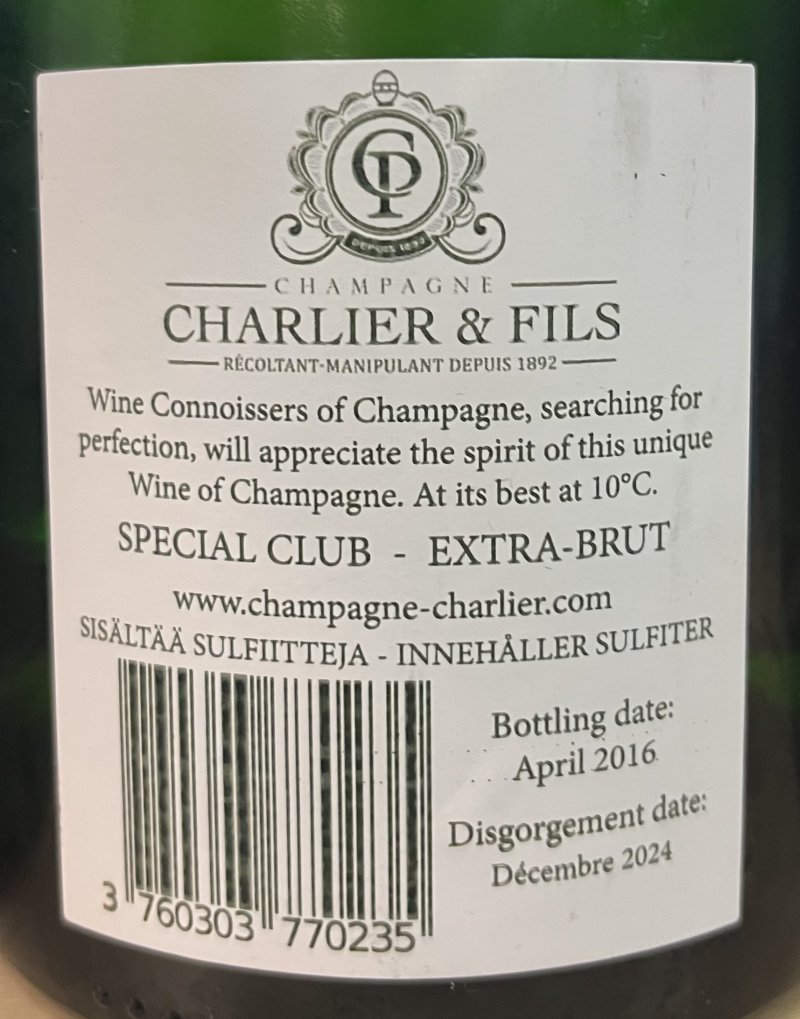 CP
DEPUIS 1892
CHAMPAGNE
CHARLIER & FILS
RÉCOLTANT-MANIPULANT DEPUIS 1892
Wine Connoissers of Champagne, searching for
perfection, will appreciate the spirit of this unique
Wine of Champagne. At its best at 10°C.
SPECIAL CLUB - EXTRA-BRUT
www.champagne-charlier.com
SISÄLTÄÄ SULFIITTEJA - INNEHÅLLER SULFITER
Bottling date:
April 2016
Disgorgement date:
Décembre 2024
3 760303 770235